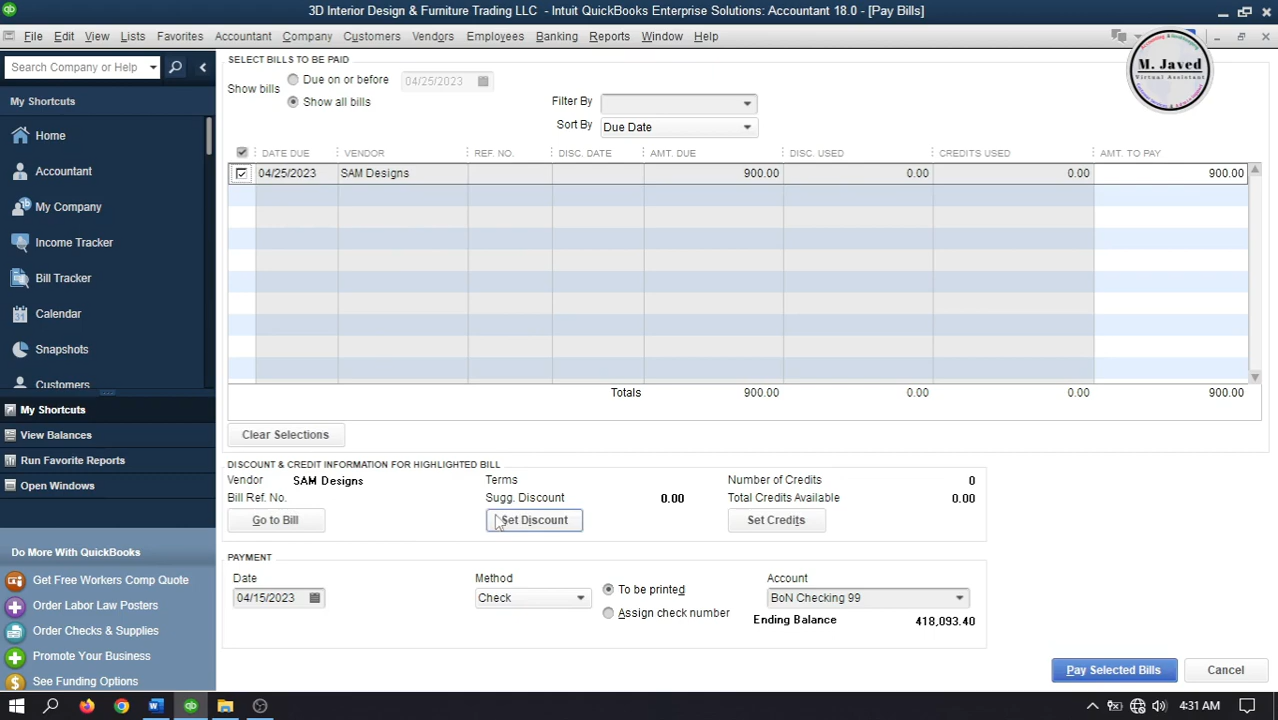 3D Interior Design & Furniture Trading LLC - Intuit QuickBooks Enterprise Solutions: Accountant 18.0 - [Pay Bills]
File Edit View Lists Favorites Accountant Company Customers Vendors Employees Banking Reports Window Help
M. Javed
Virtual Assistant
Search Company or Help
My Shortcuts
Home
Accountant
My Company
Income Tracker
Bill Tracker
Calendar
31
Snapshots
Customers
My Shortcuts
View Balances
Run Favorite Reports
Open Windows
Do More With QuickBooks
Get Free Workers Comp Quote
Order Labor Law Posters
Order Checks & Supplies
Promote Your Business
See Funding Options
SELECT BILLS TO BE PAID
Show bills
Due on or before 04/25/2023
Show all bills
Filter By
Sort By Due Date
DATE DUE VENDOR REF. NO. DISC. DATE AMT. DUE DISC. USED CREDITS USED AMT. TO PAY
04/25/2023 SAM Designs 900.00 0.00 0.00 900.00
Totals 900.00 0.00 0.00 900.00
Clear Selections
DISCOUNT & CREDIT INFORMATION FOR HIGHLIGHTED BILL
Vendor SAM Designs Terms Number of Credits 0
Bill Ref. No. Sugg. Discount 0.00 Total Credits Available 0.00
Go to Bill Set Discount Set Credits
PAYMENT
Date Method Account
04/15/2023 Check To be printed BoN Checking 99
Assign check number Ending Balance 418,093.40
Pay Selected Bills Cancel
4:31 AM